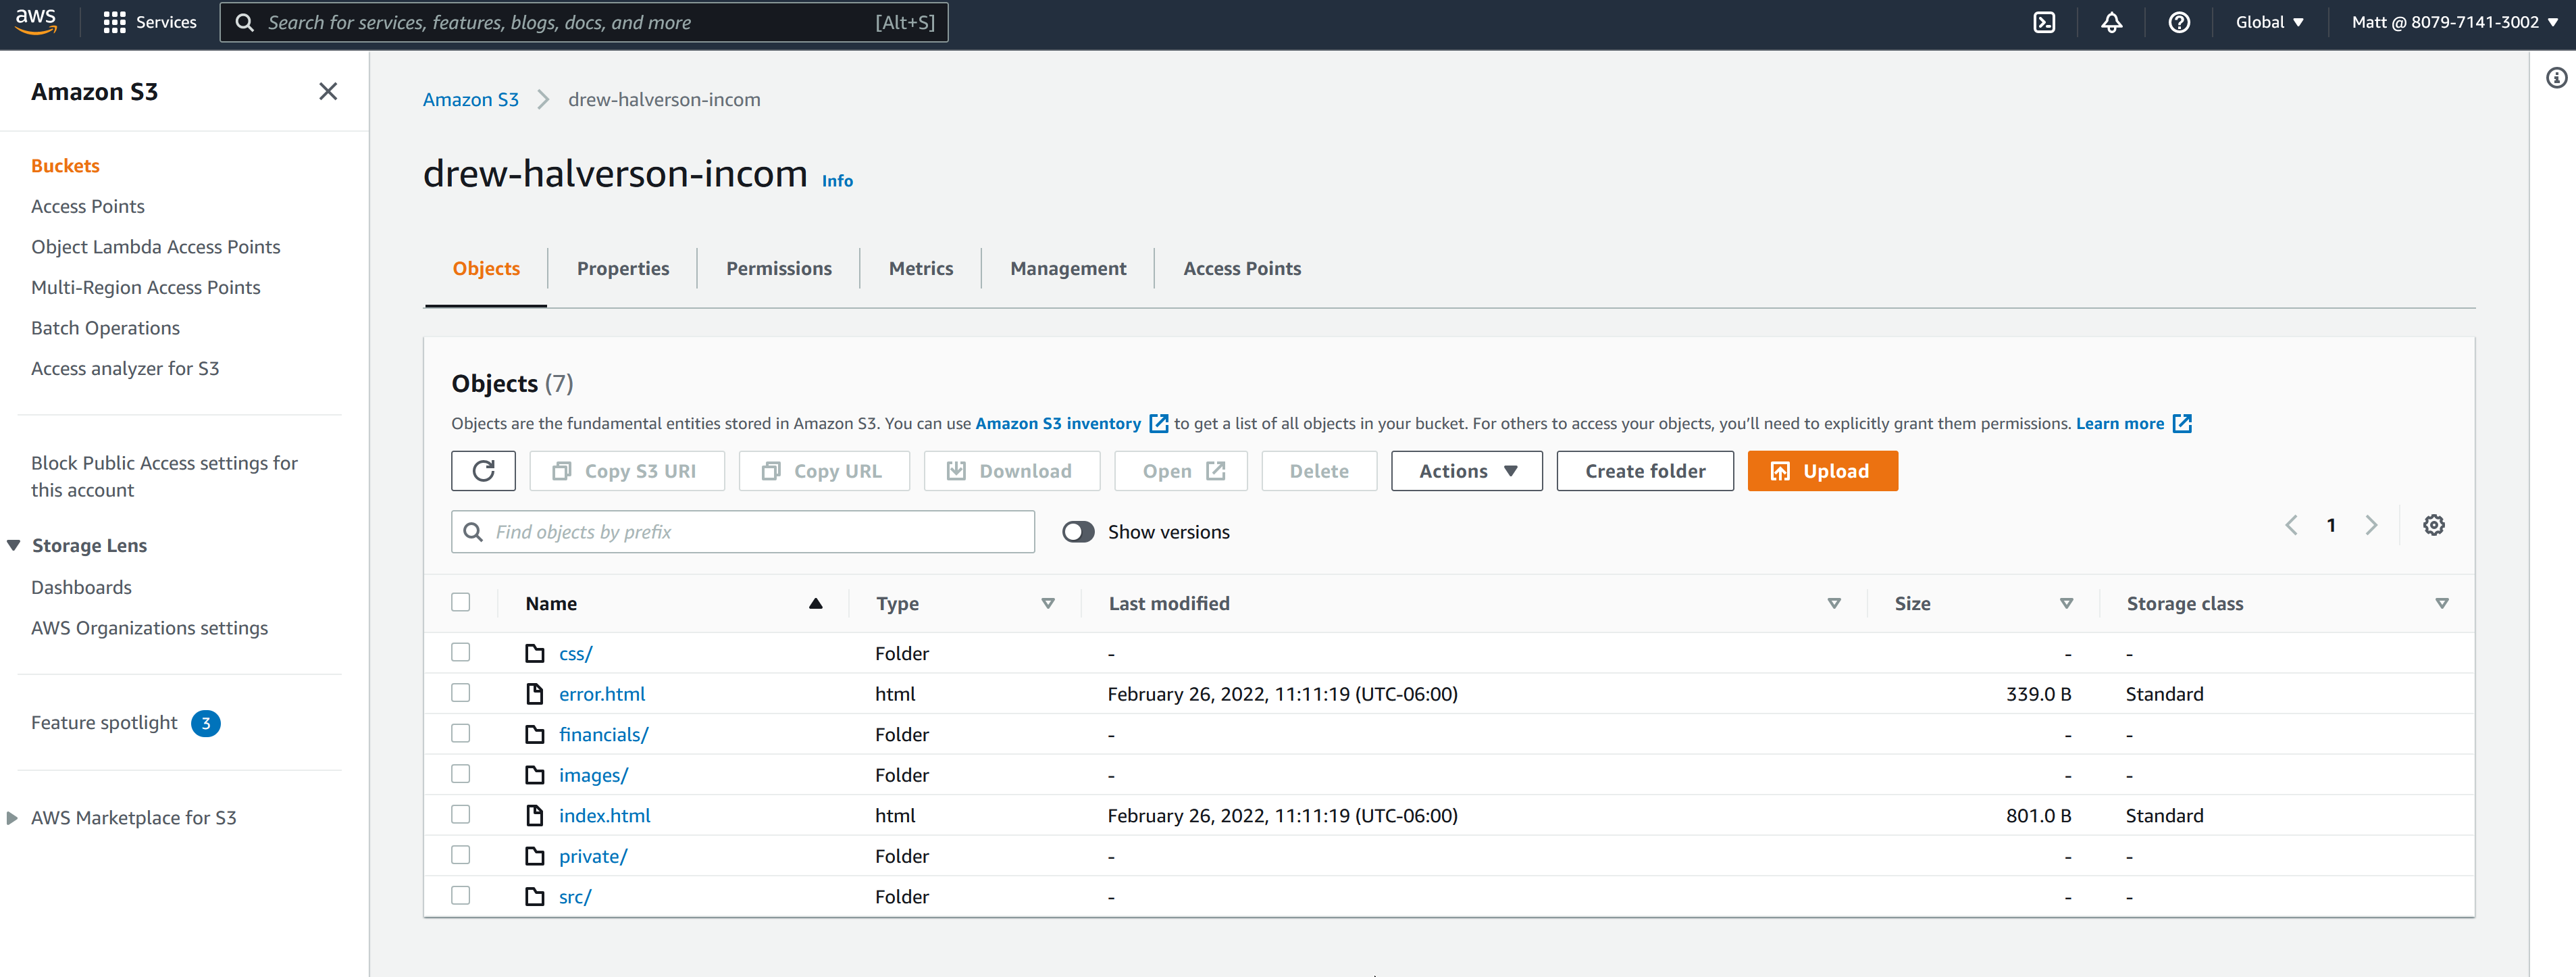 aws Services Search for services, features, blogs, docs, and more [Alt+S] Global Matt @ 8079-7141-3002
Amazon S3
Buckets
Access Points
Object Lambda Access Points
Multi-Region Access Points
Batch Operations
Access analyzer for S3
Block Public Access settings for
this account
Storage Lens
Dashboards
AWS Organizations settings
Feature spotlight 3
AWS Marketplace for S3
Amazon S3 drew-halverson-incom
drew-halverson-incom Info
Objects Properties Permissions Metrics Management Access Points
Objects (7)
Objects are the fundamental entities stored in Amazon S3. You can use Amazon S3 inventory to get a list of all objects in your bucket. For others to access your objects, you'll need to explicitly grant them permissions. Learn more
Copy S3 URI Copy URL Download Open Delete Actions Create folder Upload
Find objects by prefix Show versions 1
Name Type Last modified Size Storage class
css/ Folder - - -
error.html html February 26, 2022, 11:11:19 (UTC-06:00) 339.0 B Standard
financials/ Folder - - -
images/ Folder - - -
index.html html February 26, 2022, 11:11:19 (UTC-06:00) 801.0 B Standard
private/ Folder - - -
src/ Folder - - -